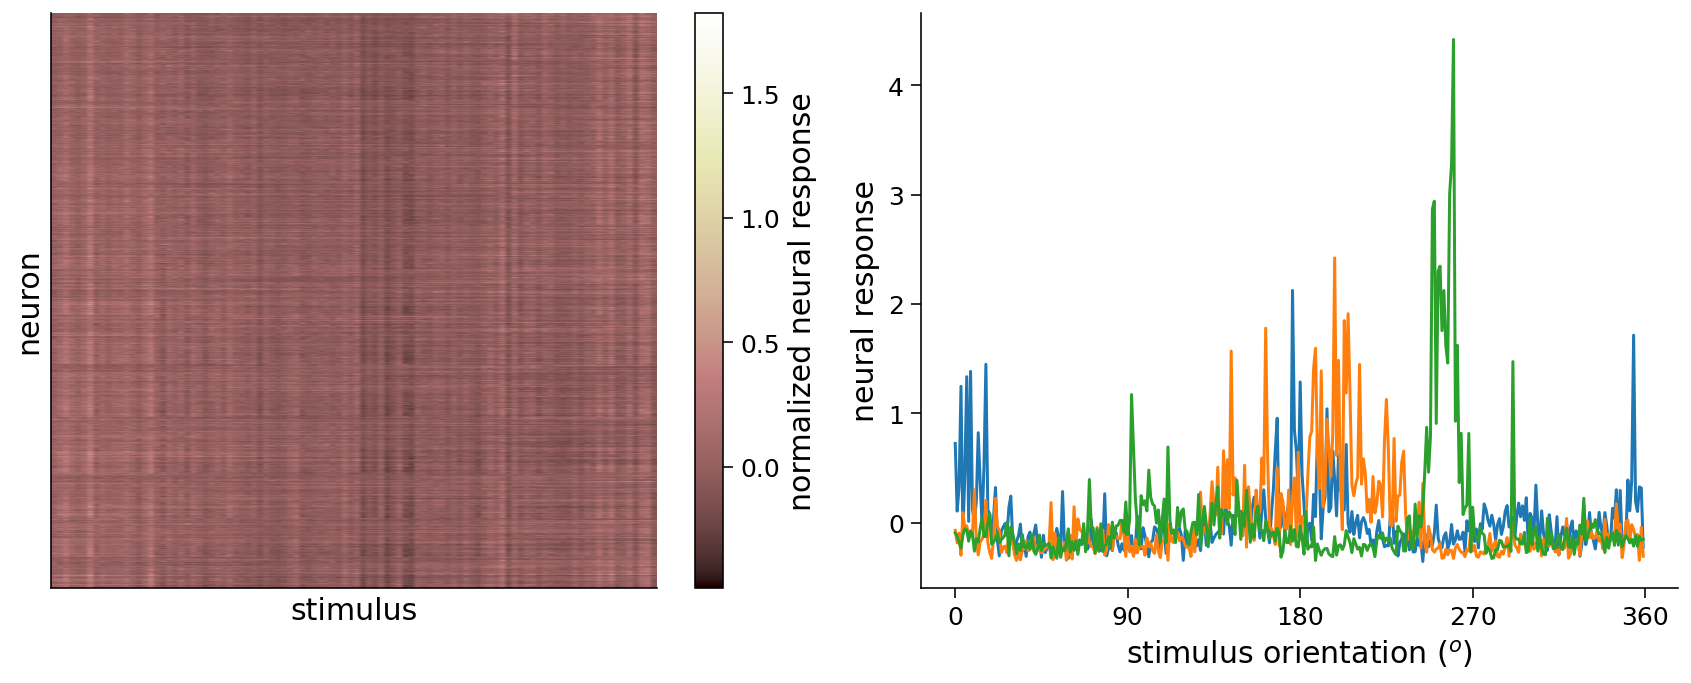 neuron
stimulus
1.5
1.0
0.5
0.0
normalized neural response
neural response
4
3
2
1
0
0 90 180 270 360
stimulus orientation (o)